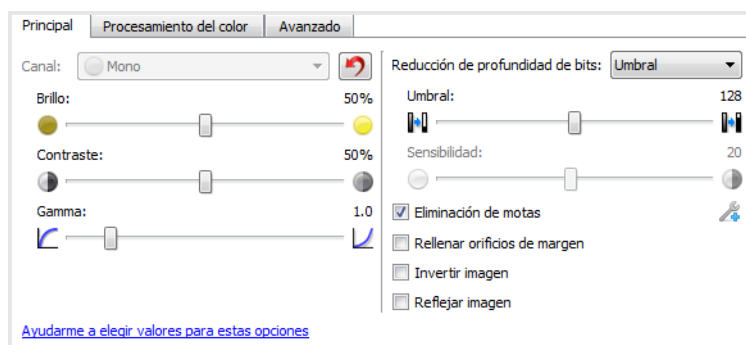 Principal
Procesamiento del color
Avanzado
Canal: Mono
Brillo: 50%
Contraste: 50%
Gamma: 1.0
Reducción de profundidad de bits: Umbral
Umbral: 128
Sensibilidad: 20
Eliminación de motas
Rellenar orificios de margen
Invertir imagen
Reflejar imagen
Ayudarme a elegir valores para estas opciones